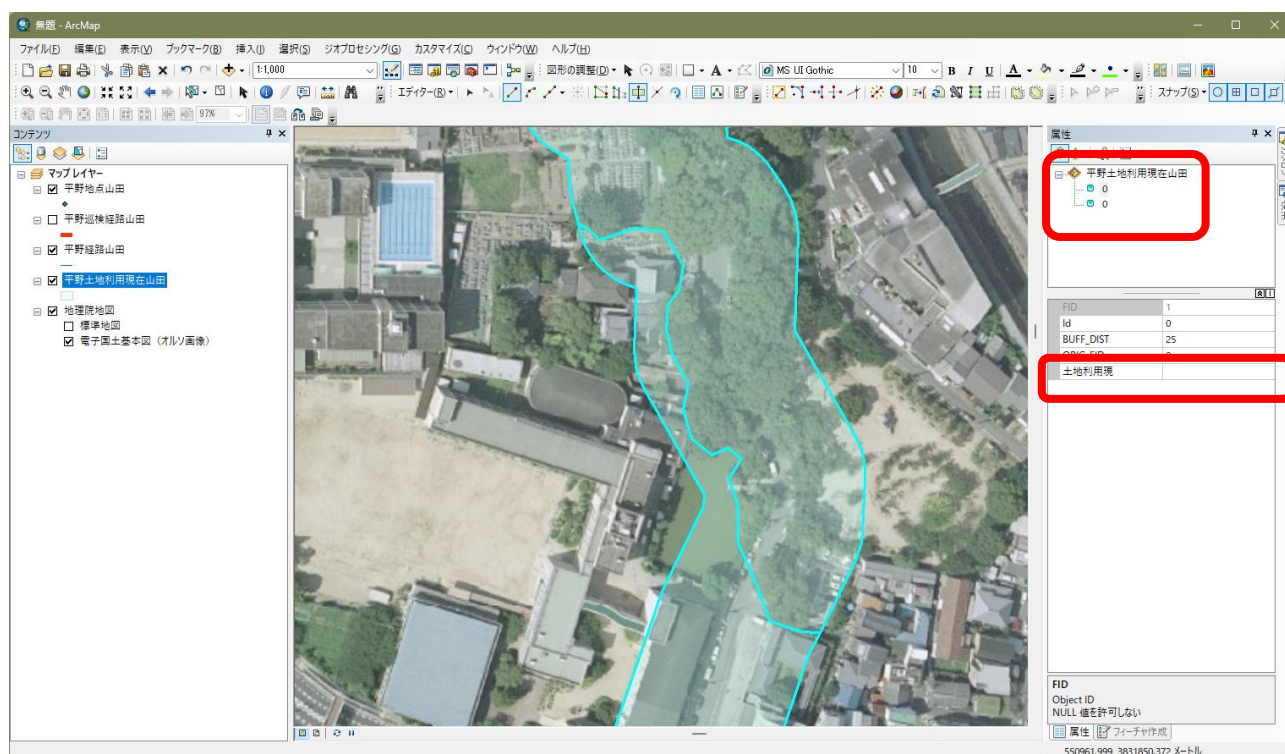 無題 - ArcMap
ファイル(F) 編集(E) 表示(V) ブックマーク(B) 挿入(I) 選択(S) ジオプロセシング(G) カスタマイズ(C) ウィンドウ(W) ヘルプ(H)
1:1,000 図形の調整(D) A MS UI Gothic 10 B I U A
エディター(R) スナップ(S)
97%
コンテンツ
属性
マップ レイヤー
平野地点山田
平野巡検経路山田
平野経路山田
平野土地利用現在山田
地理院地図
標準地図
電子国土基本図（オルソ画像）
平野土地利用現在山田
0
0
FID 1
Id 0
BUFF_DIST 25
ORIG_FID 0
土地利用現
FID
Object ID
NULL 値を許可しない
属性 フィーチャ作成
550961.999 3831850.372 メートル